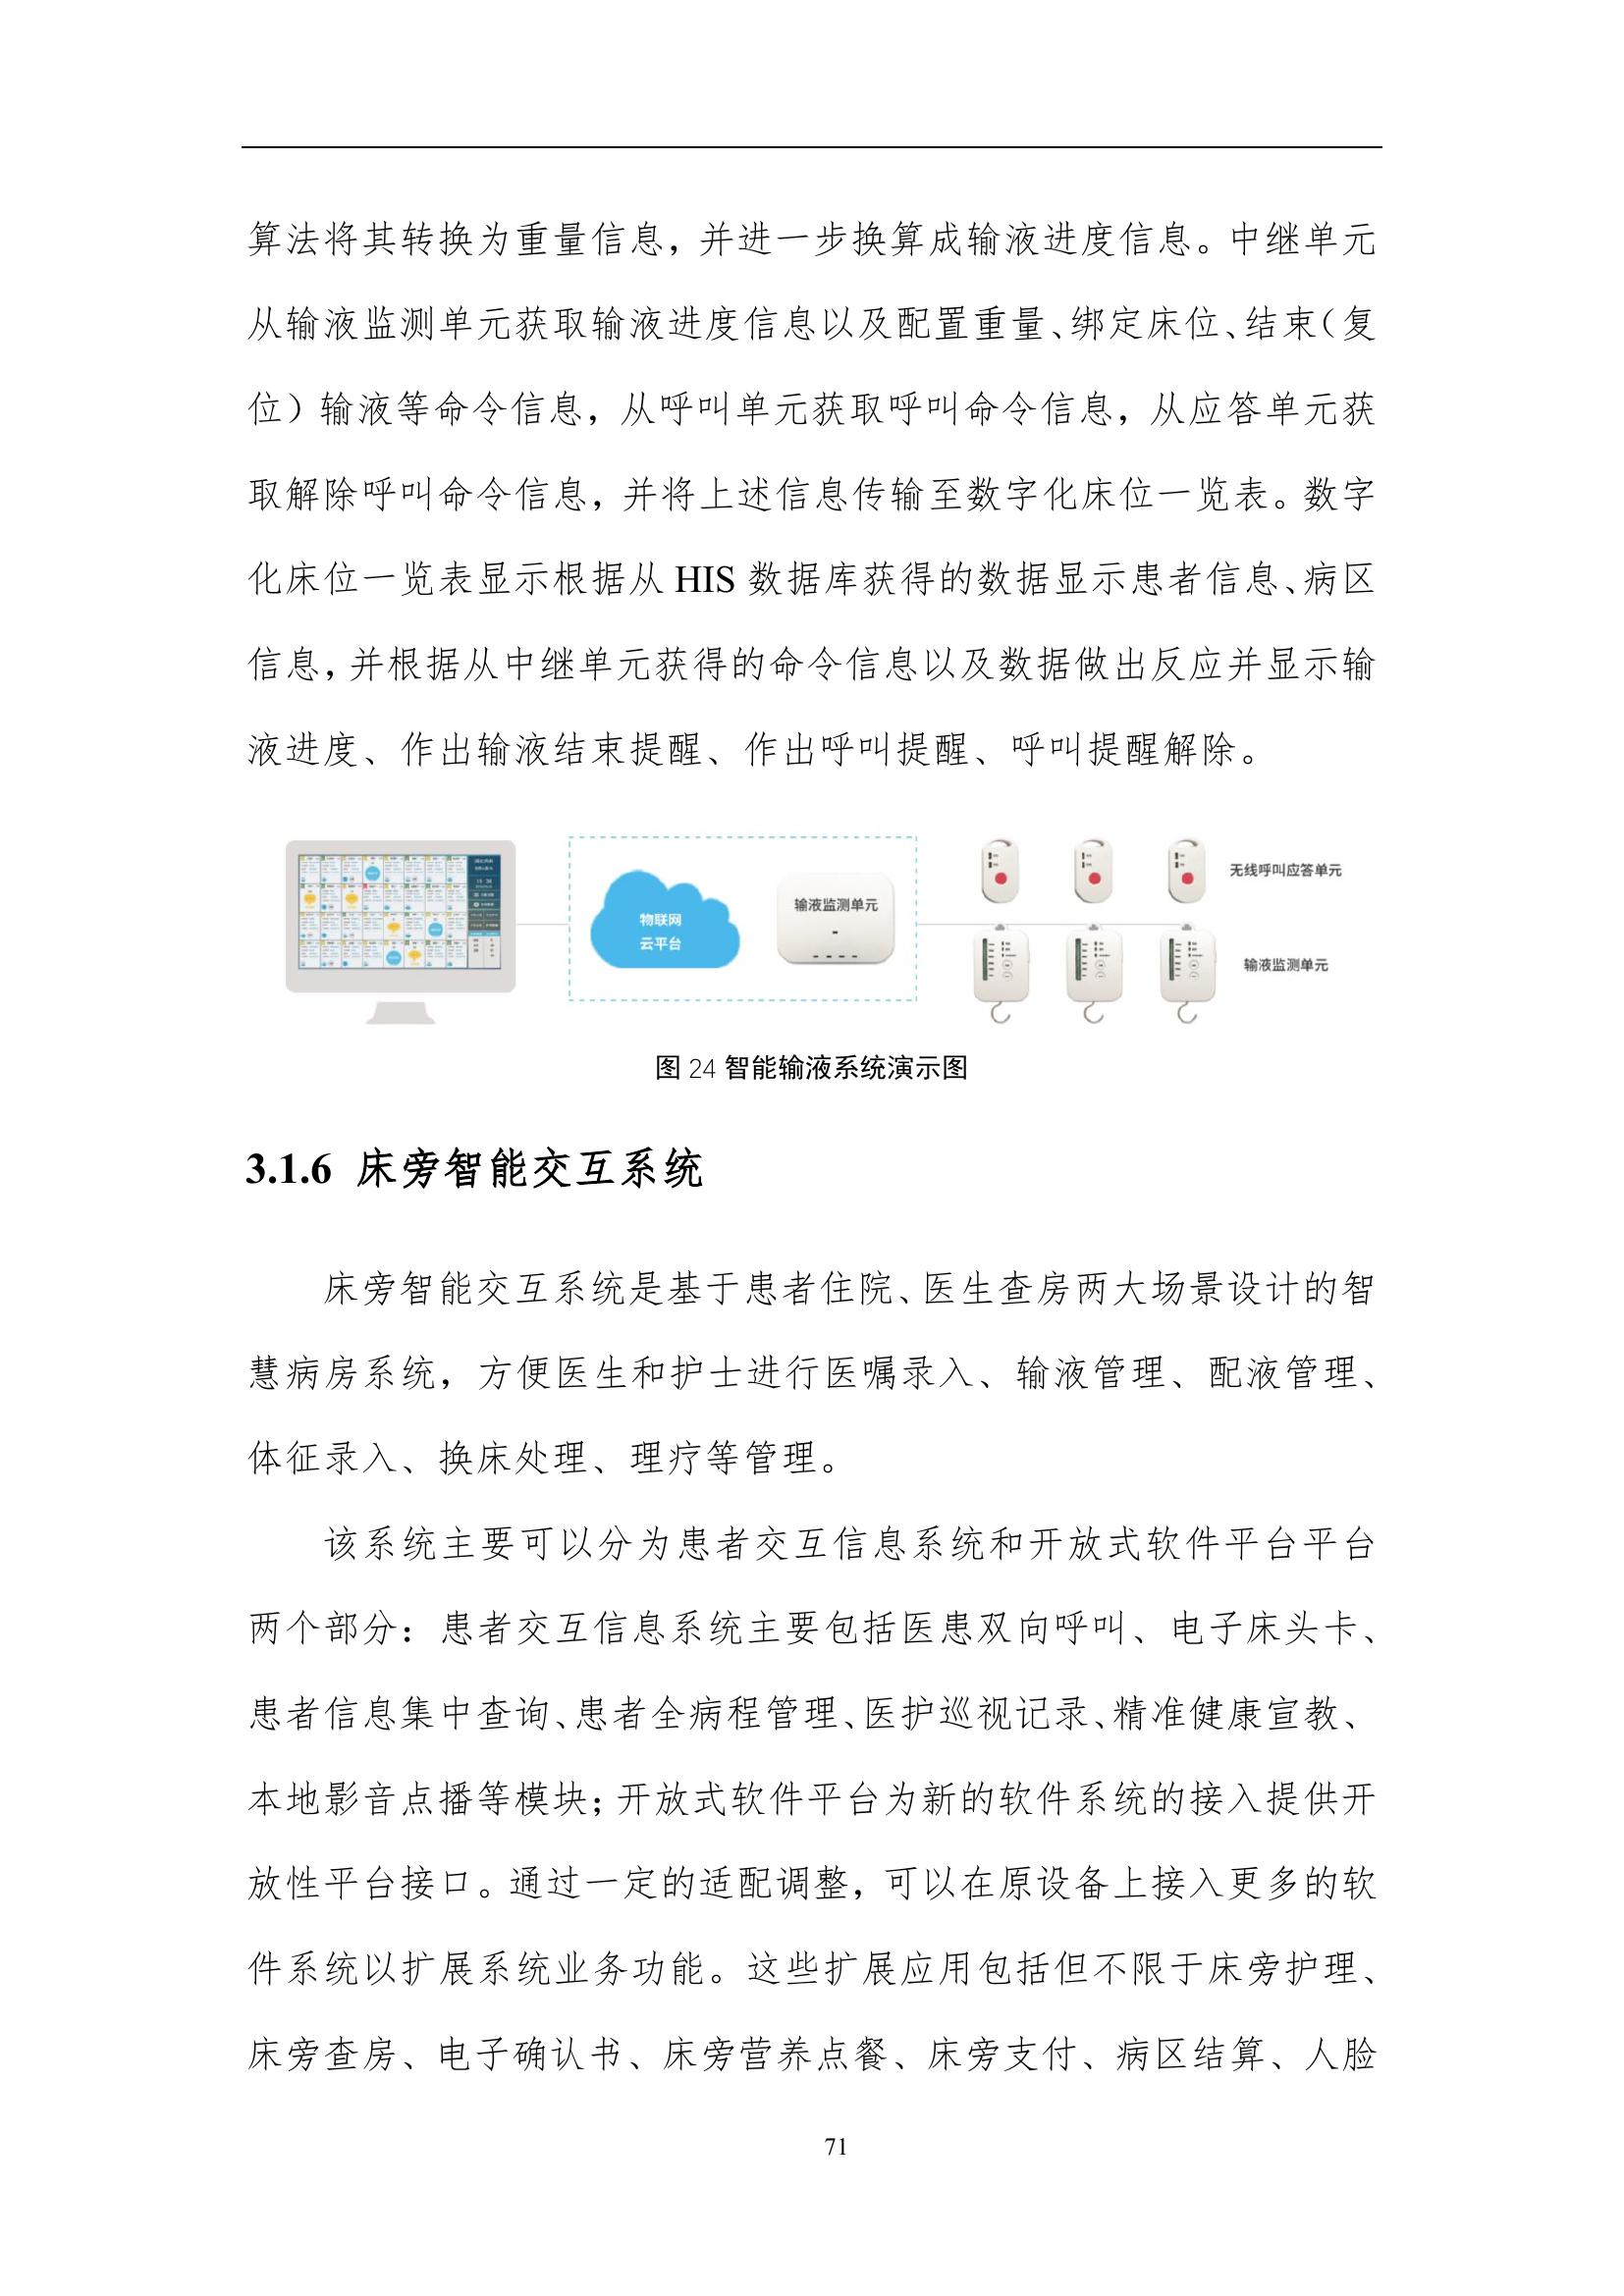 算法将其转换为重量信息，并进一步换算成输液进度信息。中继单元
从输液监测单元获取输液进度信息以及配置重量、绑定床位、结束（复
位）输液等命令信息，从呼叫单元获取呼叫命令信息，从应答单元获
取解除呼叫命令信息，并将上述信息传输至数字化床位一览表。数字
化床位一览表显示根据从 HIS 数据库获得的数据显示患者信息、病区
信息，并根据从中继单元获得的命令信息以及数据做出反应并显示输
液进度、作出输液结束提醒、作出呼叫提醒、呼叫提醒解除。
物联网
云平台
输液监测单元
无线呼叫应答单元
输液监测单元
图 24 智能输液系统演示图
3.1.6 床旁智能交互系统
床旁智能交互系统是基于患者住院、医生查房两大场景设计的智
慧病房系统，方便医生和护士进行医嘱录入、输液管理、配液管理、
体征录入、换床处理、理疗等管理。
该系统主要可以分为患者交互信息系统和开放式软件平台平台
两个部分：患者交互信息系统主要包括医患双向呼叫、电子床头卡、
患者信息集中查询、患者全病程管理、医护巡视记录、精准健康宣教、
本地影音点播等模块；开放式软件平台为新的软件系统的接入提供开
放性平台接口。通过一定的适配调整，可以在原设备上接入更多的软
件系统以扩展系统业务功能。这些扩展应用包括但不限于床旁护理、
床旁查房、电子确认书、床旁营养点餐、床旁支付、病区结算、人脸
71